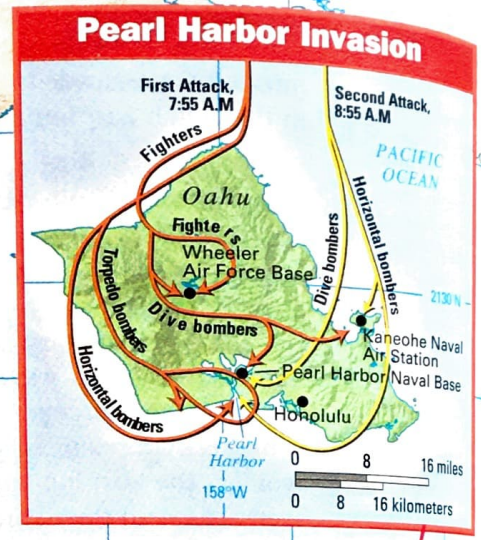 Pearl Harbor Invasion
First Attack,
7:55 A.M
Second Attack,
8:55 A.M
Fighters
PACIFIC
OCEAN
Oahu
Horizontal bombers
Fighters
Wheeler
Air Force Base
Dive bombers
Torpedo bombers
Dive bombers
2130 N
Kaneohe Naval
Air Station
Pearl Harbor Naval Base
Horizontal bombers
Honolulu
Pearl
Harbor
0 8 16 miles
158°W
0 8 16 kilometers